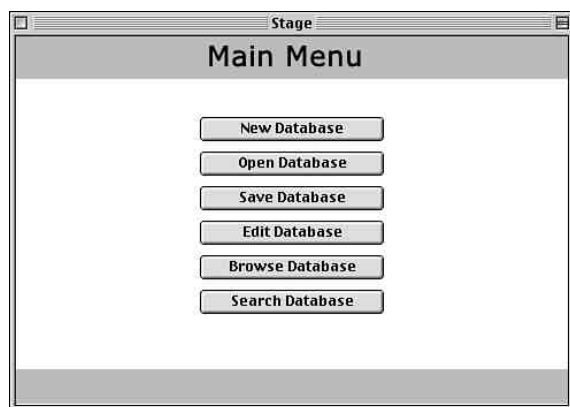 Stage
Main Menu
New Database
Open Database
Save Database
Edit Database
Browse Database
Search Database